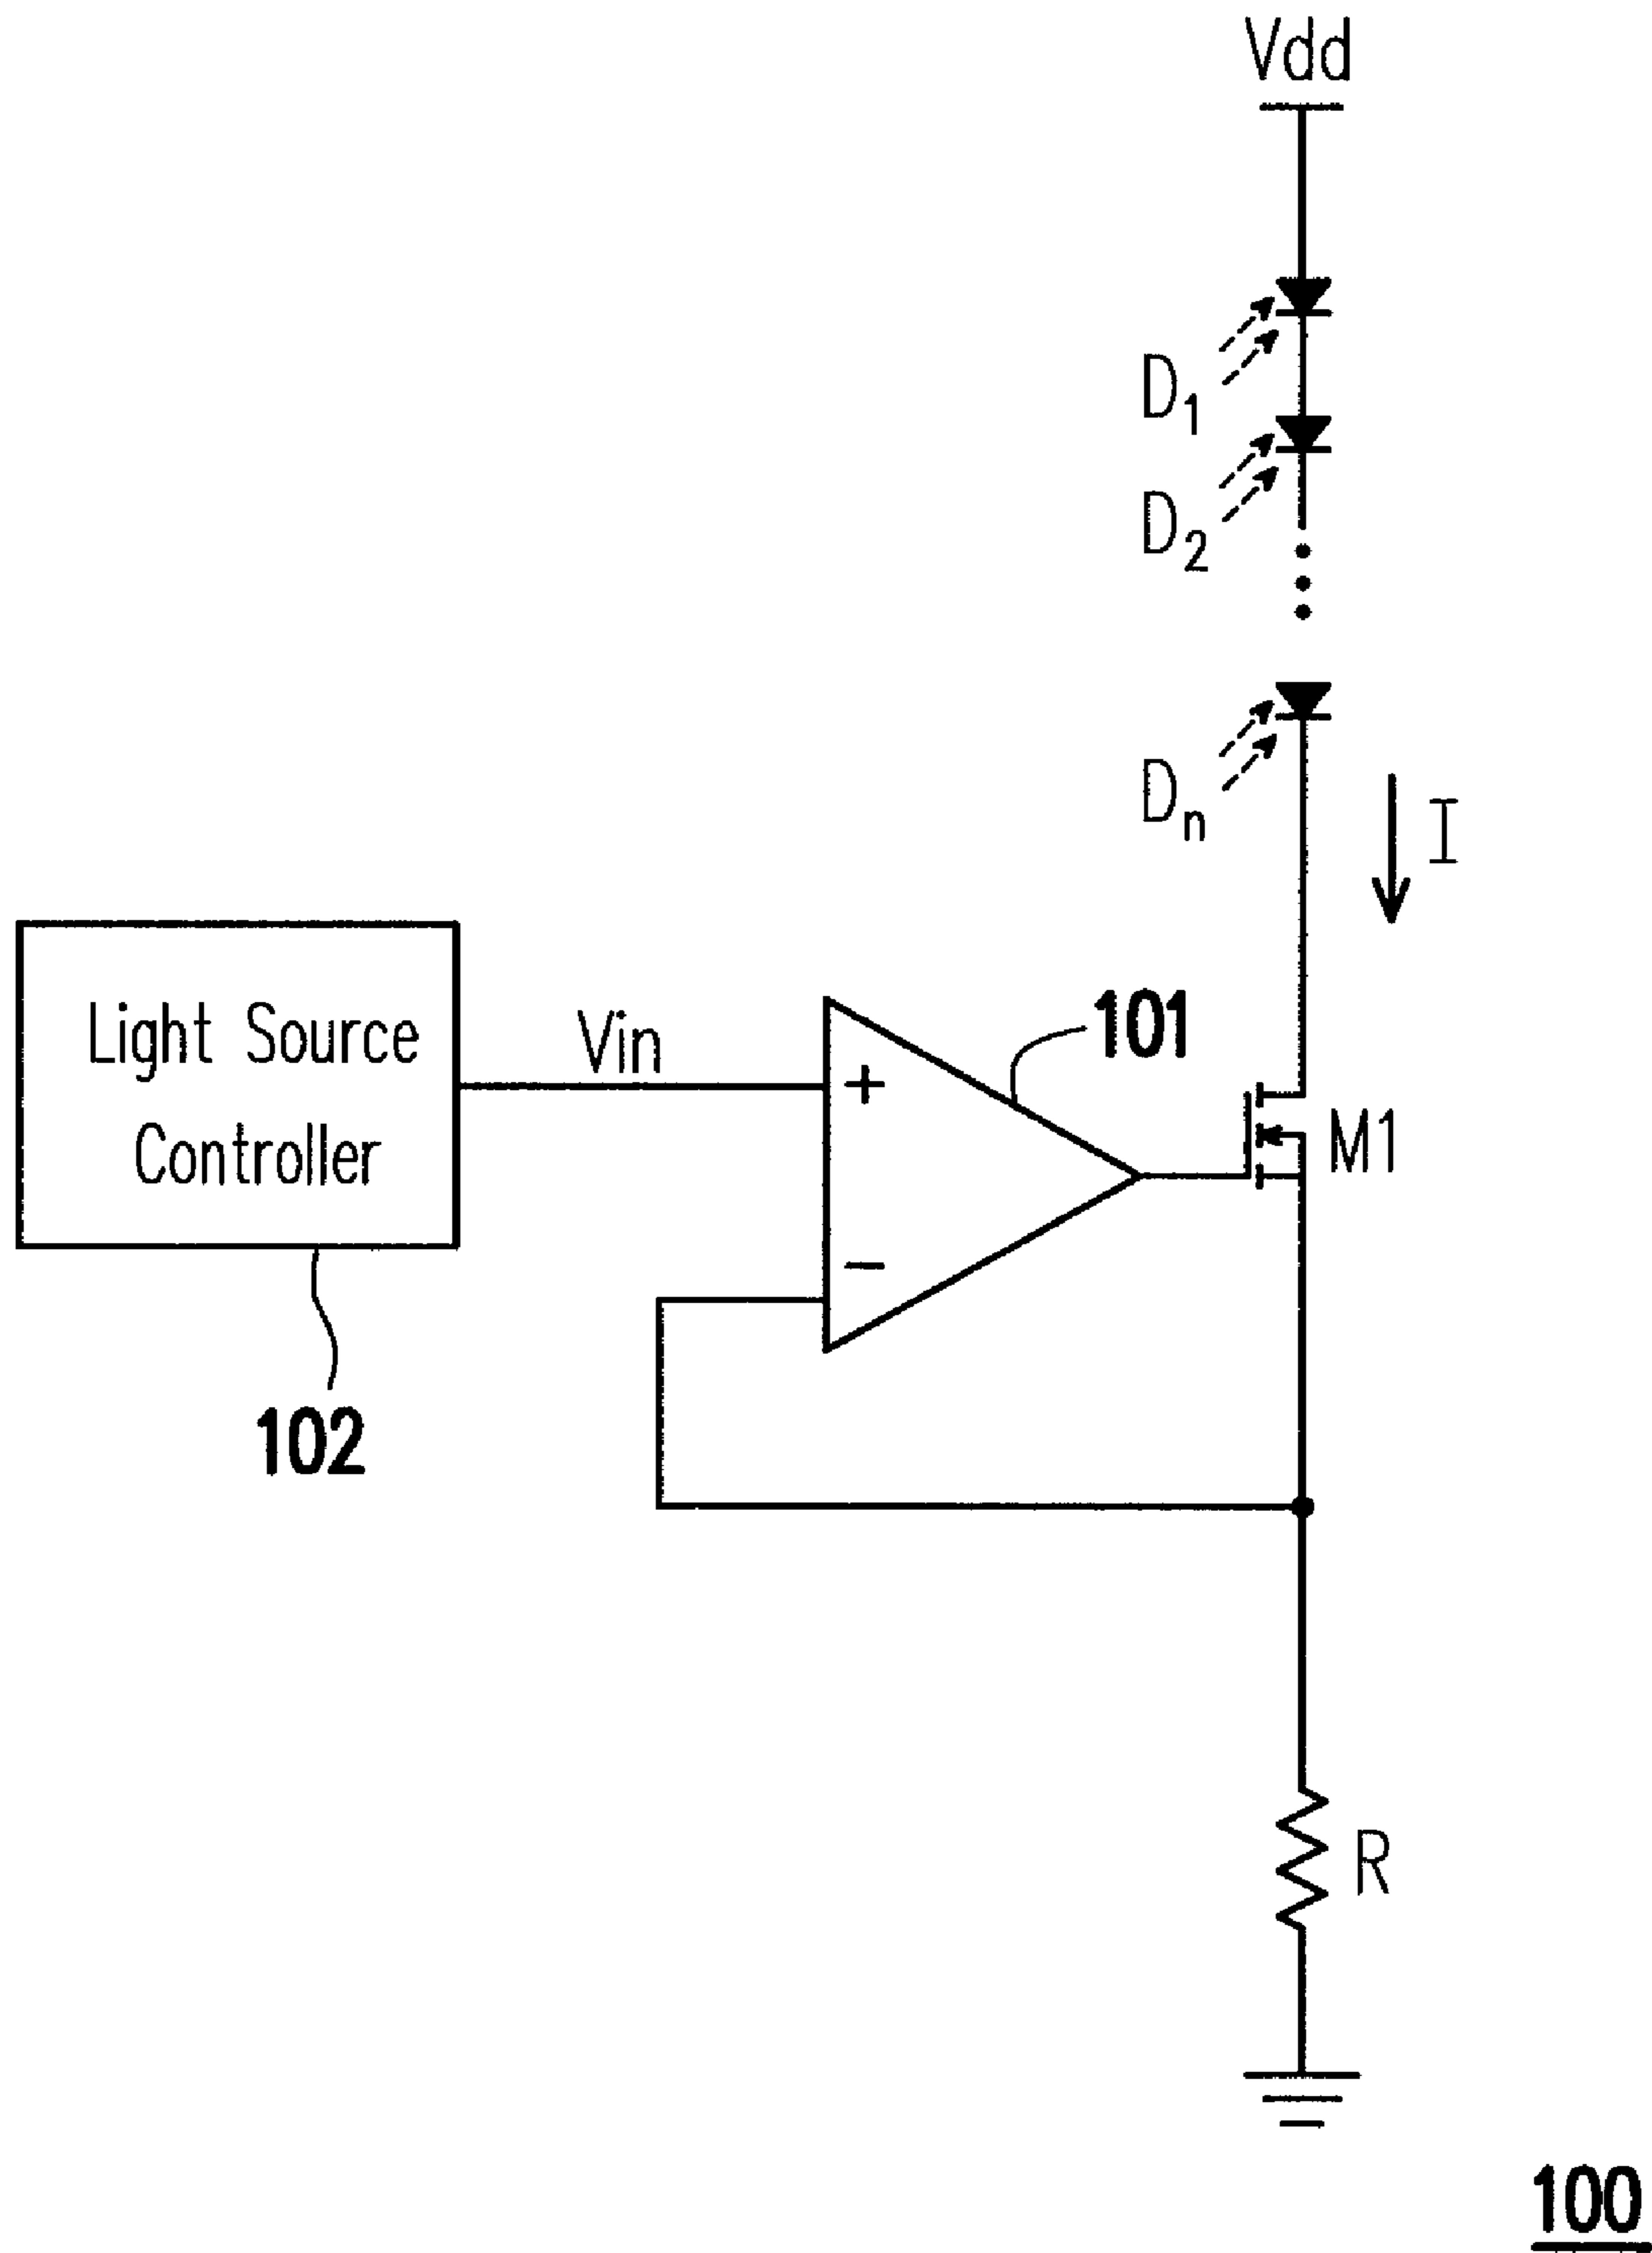 Vdd
D1
D2
Dn
I
Light Source
Controller
Vin
+
−
101
M1
102
R
100